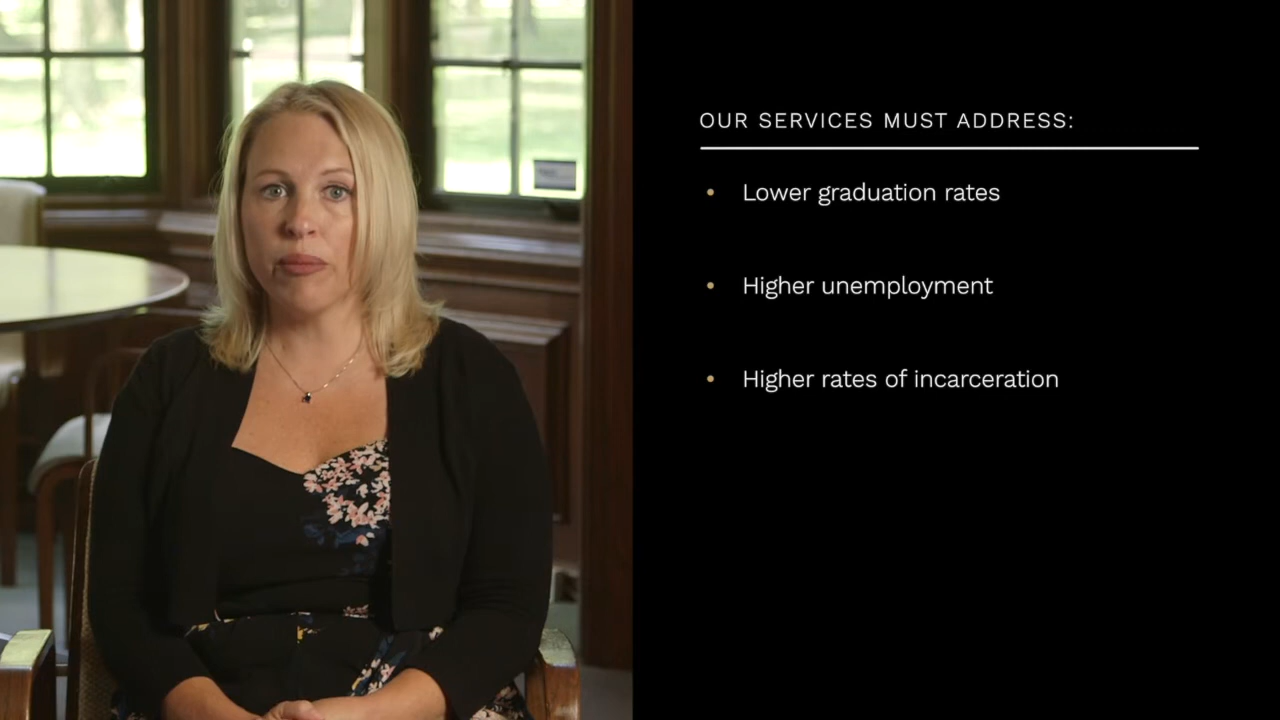 OUR SERVICES MUST ADDRESS:
Lower graduation rates
Higher unemployment
Higher rates of incarceration